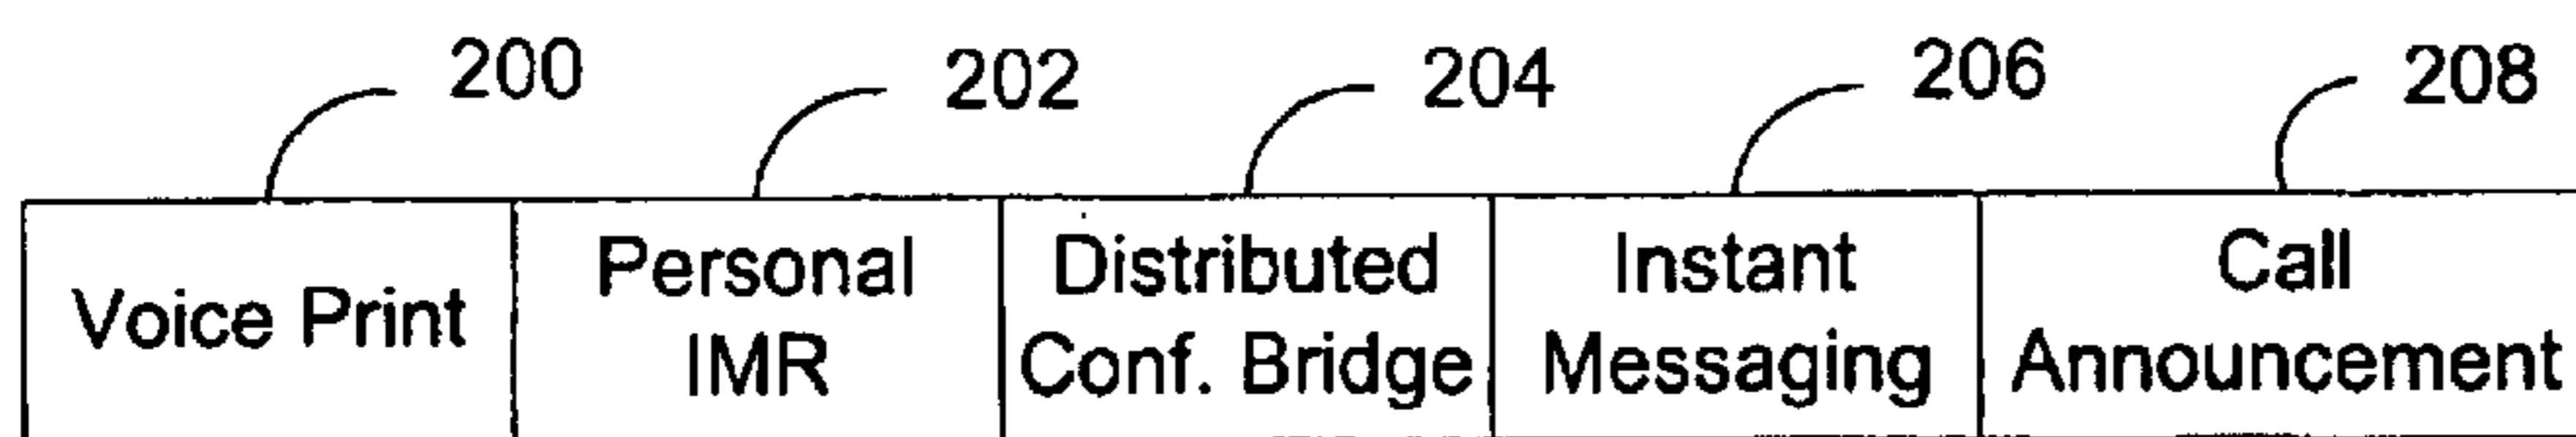 200 202 204 206 208
Voice Print
Personal
IMR
Distributed
Conf. Bridge
Instant
Messaging
Call
Announcement